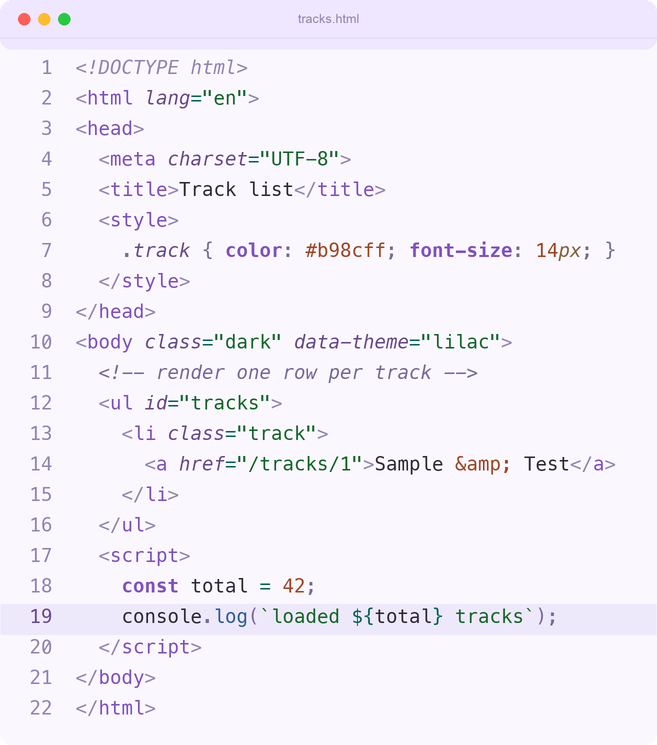 tracks.html
1 <!DOCTYPE html>
2 <html lang="en">
3 <head>
4   <meta charset="UTF-8">
5   <title>Track list</title>
6   <style>
7     .track { color: #b98cff; font-size: 14px; }
8   </style>
9 </head>
10 <body class="dark" data-theme="lilac">
11   <!-- render one row per track -->
12   <ul id="tracks">
13     <li class="track">
14       <a href="/tracks/1">Sample &amp; Test</a>
15     </li>
16   </ul>
17   <script>
18     const total = 42;
19     console.log(`loaded ${total} tracks`);
20   </script>
21 </body>
22 </html>